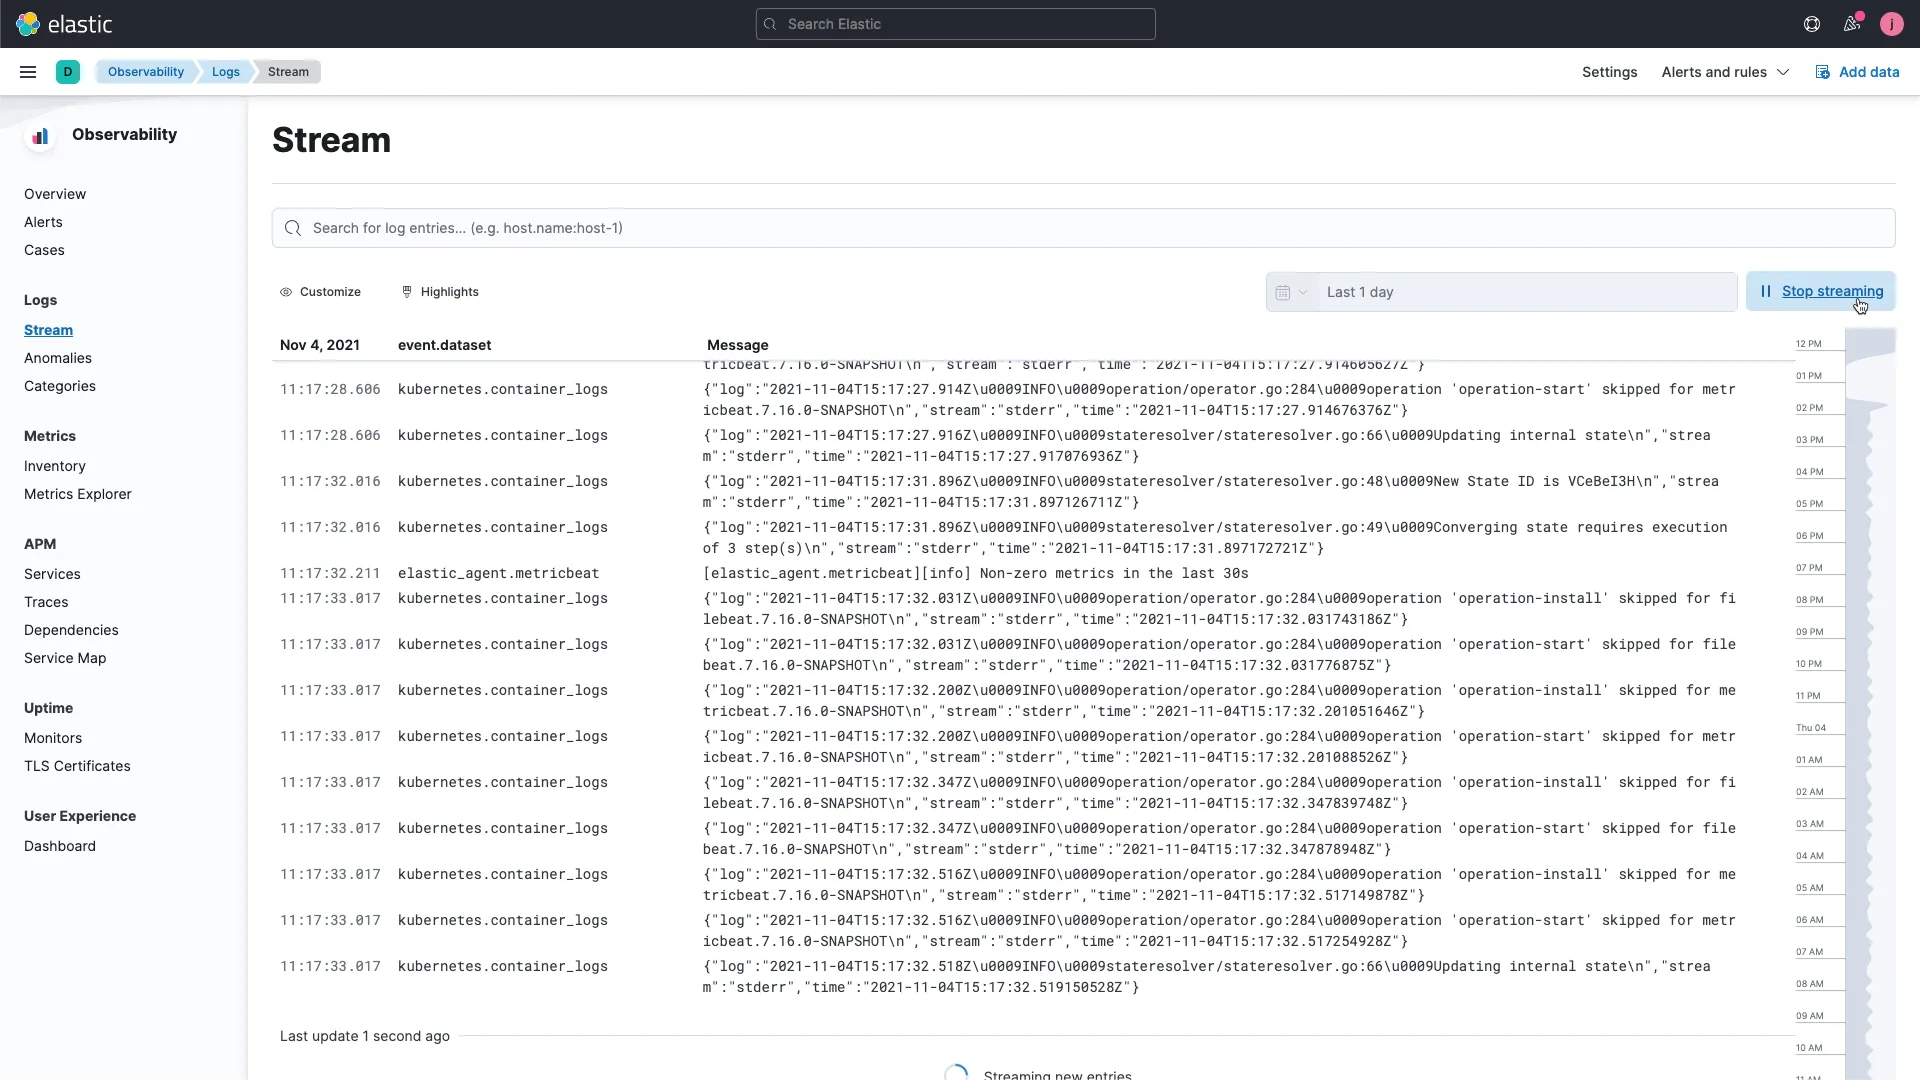 elastic
Search Elastic
j
D
Observability
Logs
Stream
Settings
Alerts and rules
Add data
Observability
Overview
Alerts
Cases
Logs
Stream
Anomalies
Categories
Metrics
Inventory
Metrics Explorer
APM
Services
Traces
Dependencies
Service Map
Uptime
Monitors
TLS Certificates
User Experience
Dashboard
Stream
Search for log entries... (e.g. host.name:host-1)
Customize
Highlights
Last 1 day
Stop streaming
Nov 4, 2021 event.dataset Message
tricbeat.7.16.0-SNAPSHOT\n","stream":"stderr","time":"2021-11-04T15:17:27.914605627Z"}
11:17:28.606 kubernetes.container_logs {"log":"2021-11-04T15:17:27.914Z\u0009INFO\u0009operation/operator.go:284\u0009operation 'operation-start' skipped for metr
icbeat.7.16.0-SNAPSHOT\n","stream":"stderr","time":"2021-11-04T15:17:27.914676376Z"}
11:17:28.606 kubernetes.container_logs {"log":"2021-11-04T15:17:27.916Z\u0009INFO\u0009stateresolver/stateresolver.go:66\u0009Updating internal state\n","strea
m":"stderr","time":"2021-11-04T15:17:27.917076936Z"}
11:17:32.016 kubernetes.container_logs {"log":"2021-11-04T15:17:31.896Z\u0009INFO\u0009stateresolver/stateresolver.go:48\u0009New State ID is VCeBeI3H\n","strea
m":"stderr","time":"2021-11-04T15:17:31.897126711Z"}
11:17:32.016 kubernetes.container_logs {"log":"2021-11-04T15:17:31.896Z\u0009INFO\u0009stateresolver/stateresolver.go:49\u0009Converging state requires execution
of 3 step(s)\n","stream":"stderr","time":"2021-11-04T15:17:31.897172721Z"}
11:17:32.211 elastic_agent.metricbeat [elastic_agent.metricbeat][info] Non-zero metrics in the last 30s
11:17:33.017 kubernetes.container_logs {"log":"2021-11-04T15:17:32.031Z\u0009INFO\u0009operation/operator.go:284\u0009operation 'operation-install' skipped for fi
lebeat.7.16.0-SNAPSHOT\n","stream":"stderr","time":"2021-11-04T15:17:32.031743186Z"}
11:17:33.017 kubernetes.container_logs {"log":"2021-11-04T15:17:32.031Z\u0009INFO\u0009operation/operator.go:284\u0009operation 'operation-start' skipped for file
beat.7.16.0-SNAPSHOT\n","stream":"stderr","time":"2021-11-04T15:17:32.031776875Z"}
11:17:33.017 kubernetes.container_logs {"log":"2021-11-04T15:17:32.200Z\u0009INFO\u0009operation/operator.go:284\u0009operation 'operation-install' skipped for me
tricbeat.7.16.0-SNAPSHOT\n","stream":"stderr","time":"2021-11-04T15:17:32.201051646Z"}
11:17:33.017 kubernetes.container_logs {"log":"2021-11-04T15:17:32.200Z\u0009INFO\u0009operation/operator.go:284\u0009operation 'operation-start' skipped for metr
icbeat.7.16.0-SNAPSHOT\n","stream":"stderr","time":"2021-11-04T15:17:32.201088526Z"}
11:17:33.017 kubernetes.container_logs {"log":"2021-11-04T15:17:32.347Z\u0009INFO\u0009operation/operator.go:284\u0009operation 'operation-install' skipped for fi
lebeat.7.16.0-SNAPSHOT\n","stream":"stderr","time":"2021-11-04T15:17:32.347839748Z"}
11:17:33.017 kubernetes.container_logs {"log":"2021-11-04T15:17:32.347Z\u0009INFO\u0009operation/operator.go:284\u0009operation 'operation-start' skipped for file
beat.7.16.0-SNAPSHOT\n","stream":"stderr","time":"2021-11-04T15:17:32.347878948Z"}
11:17:33.017 kubernetes.container_logs {"log":"2021-11-04T15:17:32.516Z\u0009INFO\u0009operation/operator.go:284\u0009operation 'operation-install' skipped for me
tricbeat.7.16.0-SNAPSHOT\n","stream":"stderr","time":"2021-11-04T15:17:32.517149878Z"}
11:17:33.017 kubernetes.container_logs {"log":"2021-11-04T15:17:32.516Z\u0009INFO\u0009operation/operator.go:284\u0009operation 'operation-start' skipped for metr
icbeat.7.16.0-SNAPSHOT\n","stream":"stderr","time":"2021-11-04T15:17:32.517254928Z"}
11:17:33.017 kubernetes.container_logs {"log":"2021-11-04T15:17:32.518Z\u0009INFO\u0009stateresolver/stateresolver.go:66\u0009Updating internal state\n","strea
m":"stderr","time":"2021-11-04T15:17:32.519150528Z"}
Last update 1 second ago
Streaming new entries
12 PM
01 PM
02 PM
03 PM
04 PM
05 PM
06 PM
07 PM
08 PM
09 PM
10 PM
11 PM
Thu 04
01 AM
02 AM
03 AM
04 AM
05 AM
06 AM
07 AM
08 AM
09 AM
10 AM
11 AM